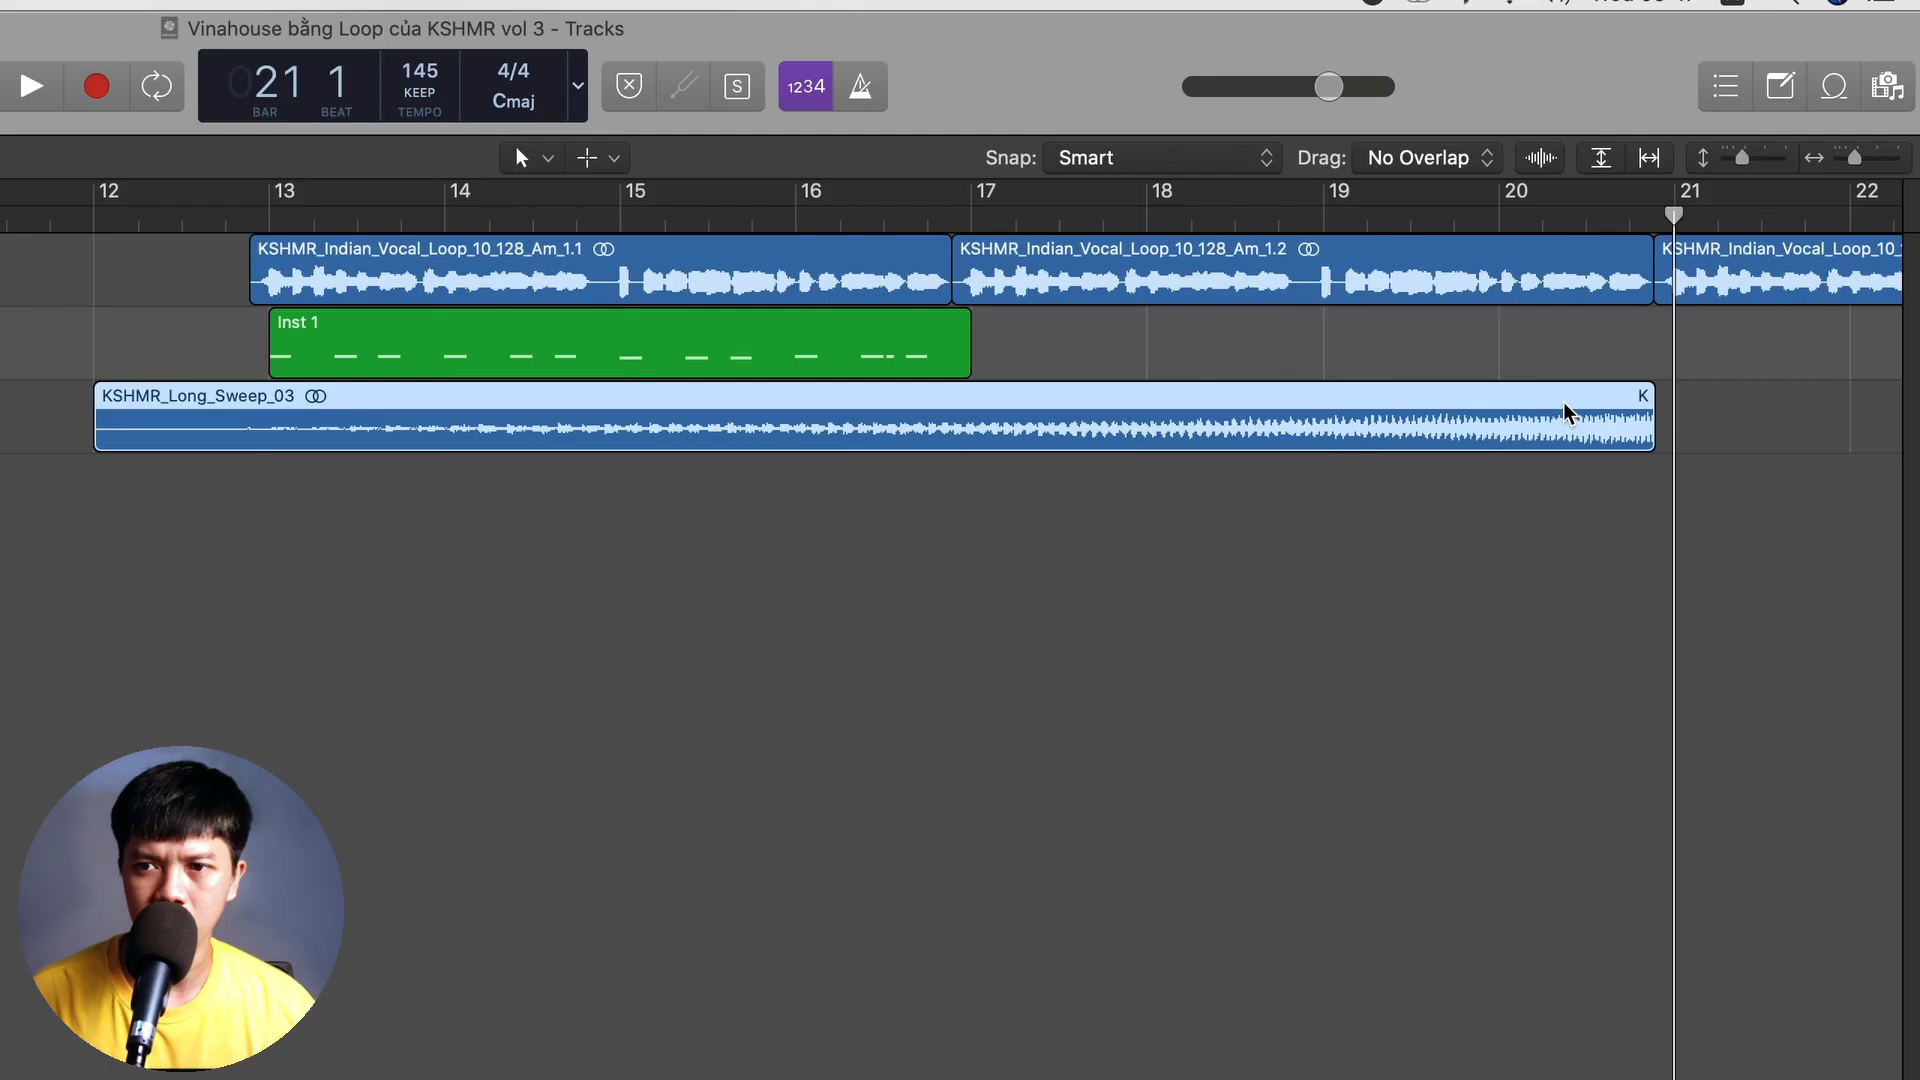 Vinahouse bằng Loop của KSHMR vol 3 - Tracks
021 1
BAR BEAT
145
KEEP
TEMPO
4/4
Cmaj
S
1234
Snap: Smart
Drag: No Overlap
12 13 14 15 16 17 18 19 20 21 22
KSHMR_Indian_Vocal_Loop_10_128_Am_1.1
KSHMR_Indian_Vocal_Loop_10_128_Am_1.2
KSHMR_Indian_Vocal_Loop_10_
Inst 1
KSHMR_Long_Sweep_03
K